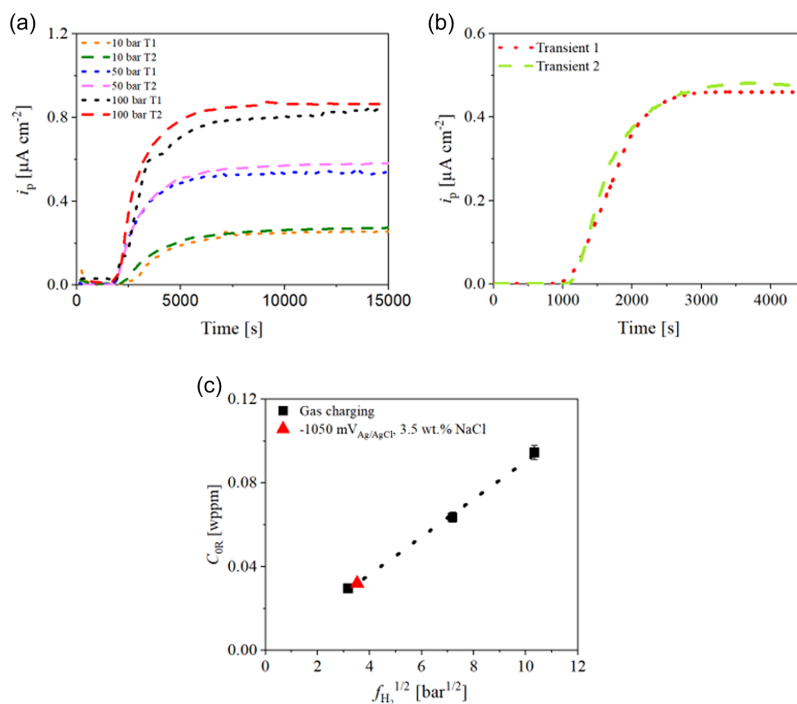 (a)
1.2
0.8
0.4
0.0
iₚ [μA cm⁻²]
10 bar T1
10 bar T2
50 bar T1
50 bar T2
100 bar T1
100 bar T2
0 5000 10000 15000
Time [s]
(b)
0.6
0.4
0.2
0.0
iₚ [μA cm⁻²]
Transient 1
Transient 2
0 1000 2000 3000 4000
Time [s]
(c)
0.12
0.08
0.04
0.00
C₀R [wppm]
Gas charging
-1050 mV_Ag/AgCl, 3.5 wt.% NaCl
0 2 4 6 8 10 12
f_H₂^1/2 [bar^1/2]